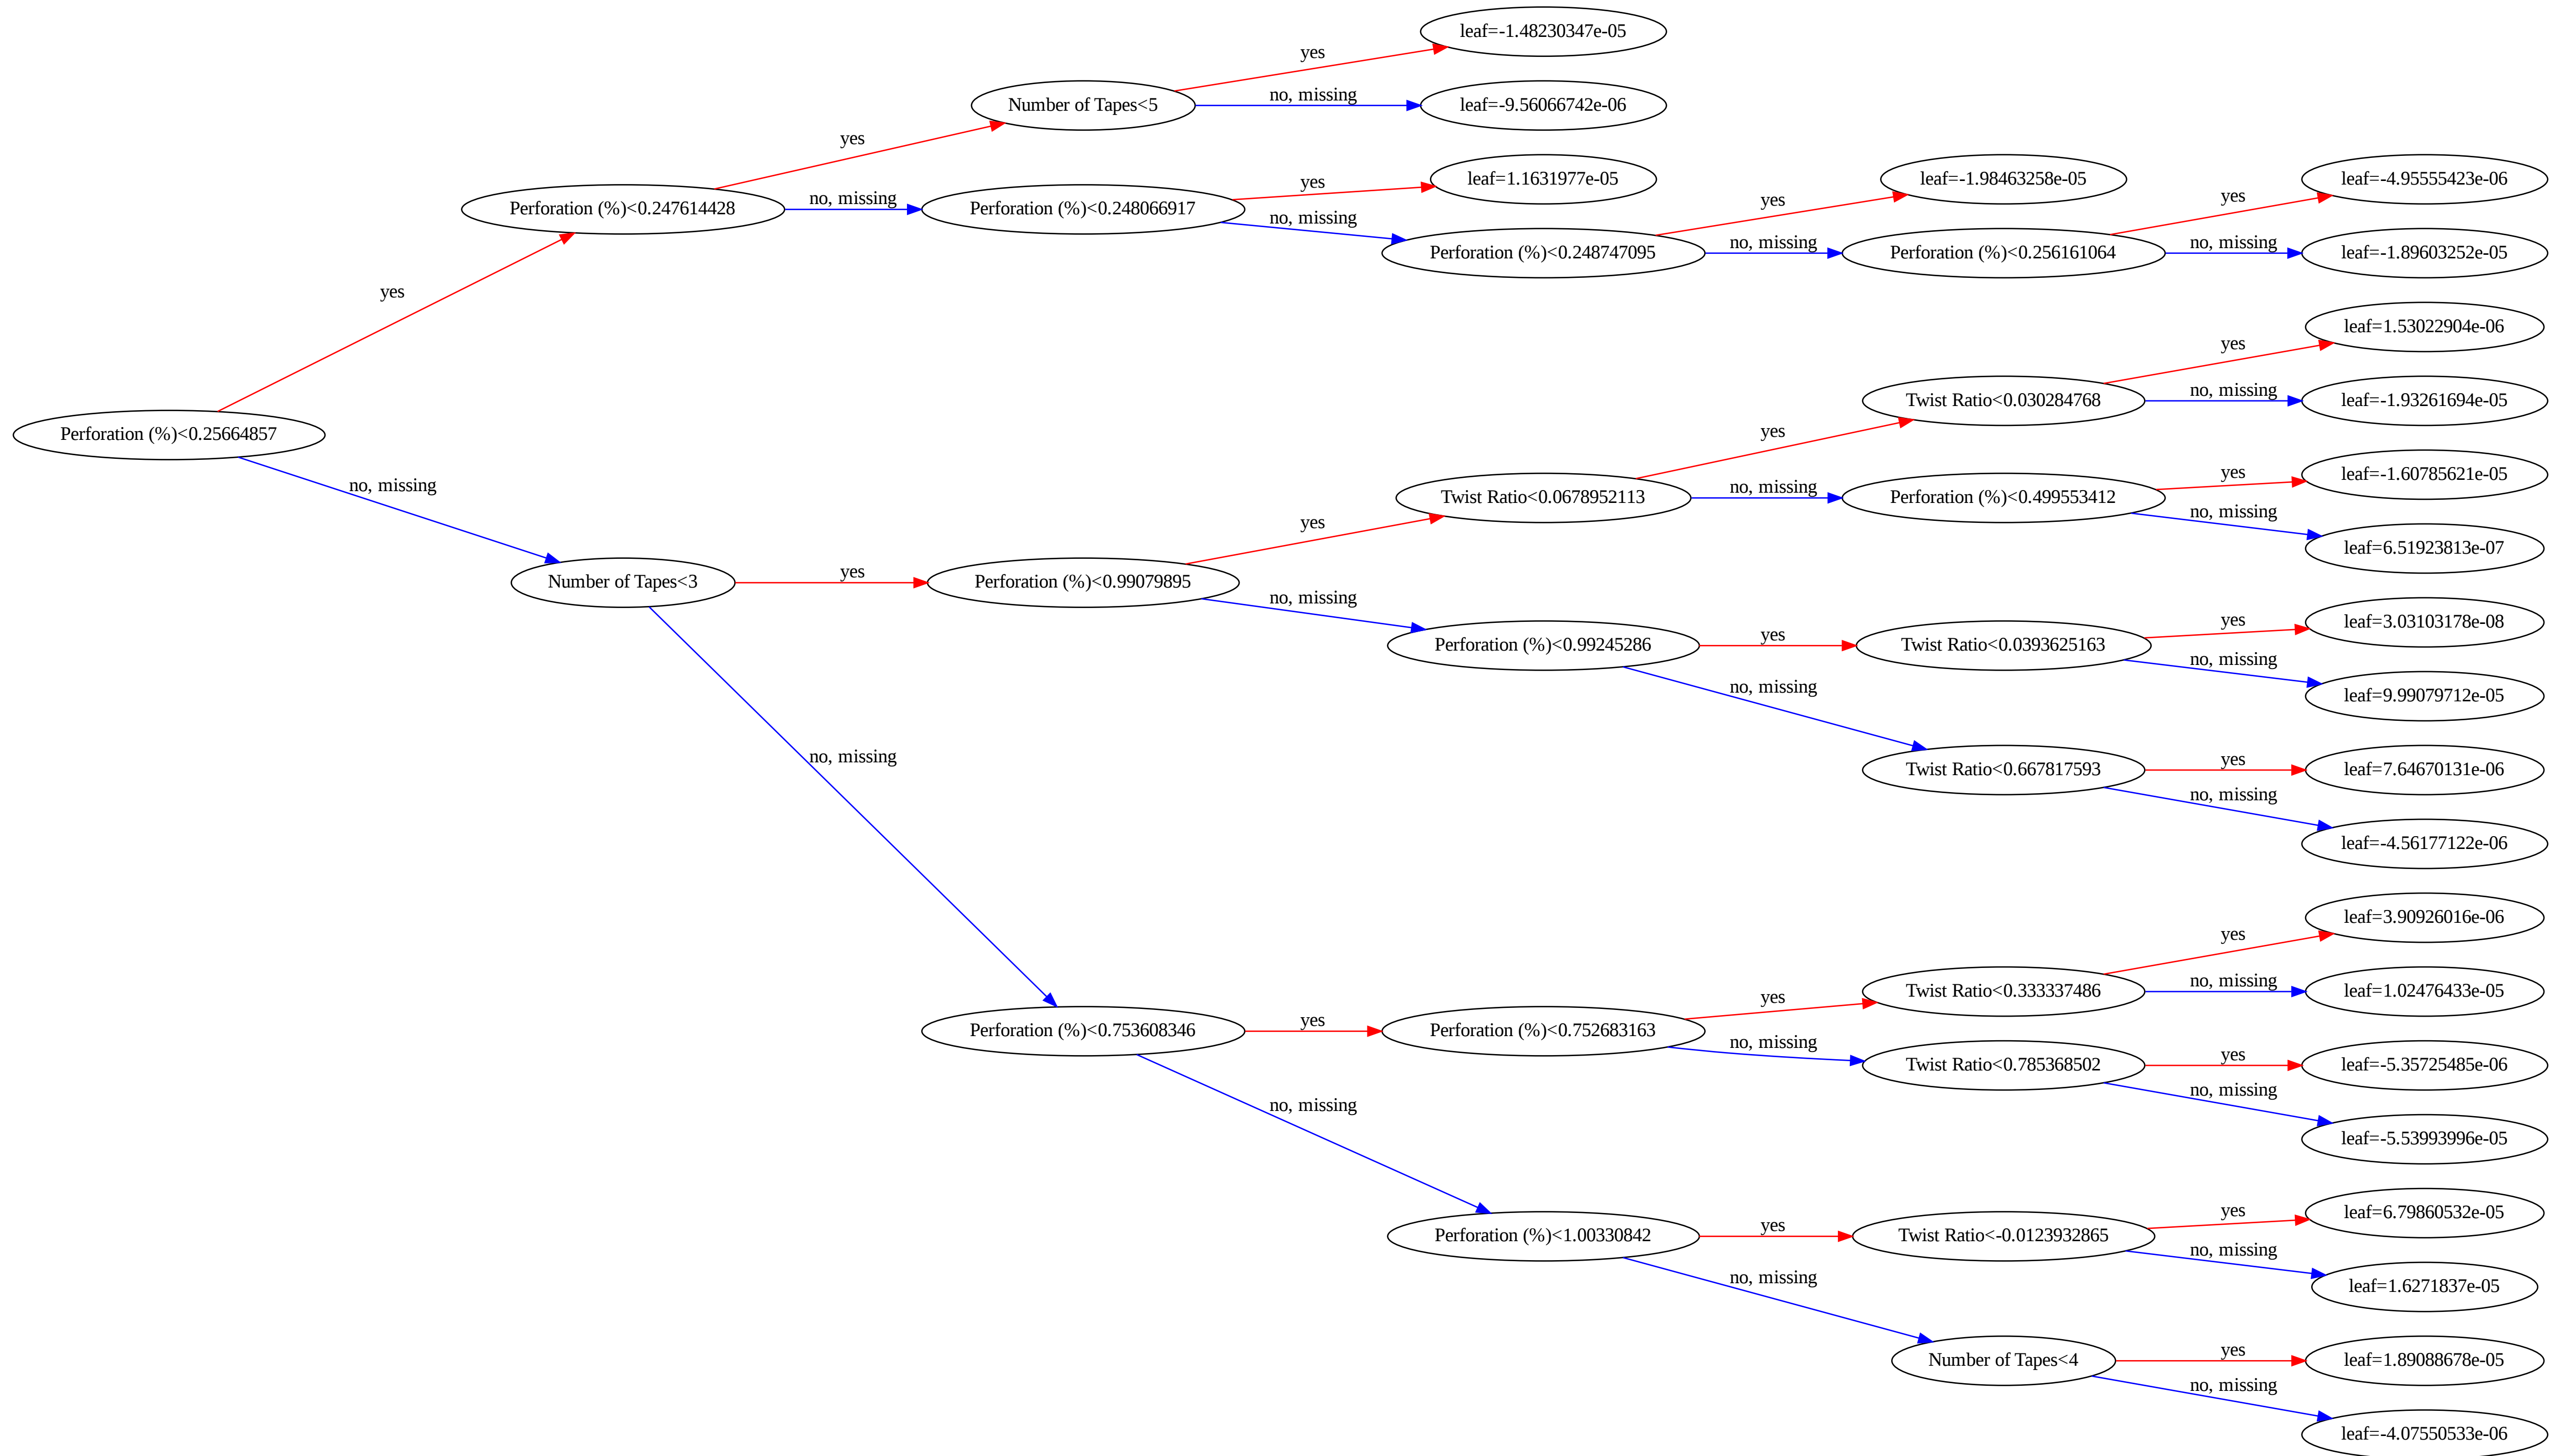 leaf=-1.48230347e-05
yes
Number of Tapes<5
no, missing
leaf=-9.56066742e-06
yes
leaf=1.1631977e-05
leaf=-1.98463258e-05
leaf=-4.95555423e-06
yes
yes
yes
Perforation (%)<0.247614428
no, missing
Perforation (%)<0.248066917
no, missing
Perforation (%)<0.248747095
no, missing
Perforation (%)<0.256161064
no, missing
leaf=-1.89603252e-05
yes
leaf=1.53022904e-06
yes
Twist Ratio<0.030284768
no, missing
leaf=-1.93261694e-05
Perforation (%)<0.25664857
yes
leaf=-1.60785621e-05
yes
no, missing
Twist Ratio<0.0678952113
no, missing
Perforation (%)<0.499553412
no, missing
yes
leaf=6.51923813e-07
Number of Tapes<3
yes
Perforation (%)<0.99079895
no, missing
yes
leaf=3.03103178e-08
Perforation (%)<0.99245286
yes
Twist Ratio<0.0393625163
no, missing
no, missing
leaf=9.99079712e-05
no, missing
Twist Ratio<0.667817593
yes
leaf=7.64670131e-06
no, missing
leaf=-4.56177122e-06
leaf=3.90926016e-06
yes
Twist Ratio<0.333337486
no, missing
leaf=1.02476433e-05
yes
Perforation (%)<0.753608346
yes
Perforation (%)<0.752683163
no, missing
Twist Ratio<0.785368502
yes
leaf=-5.35725485e-06
no, missing
no, missing
leaf=-5.53993996e-05
yes
leaf=6.79860532e-05
Perforation (%)<1.00330842
yes
Twist Ratio<-0.0123932865
no, missing
no, missing
leaf=1.6271837e-05
Number of Tapes<4
yes
leaf=1.89088678e-05
no, missing
leaf=-4.07550533e-06